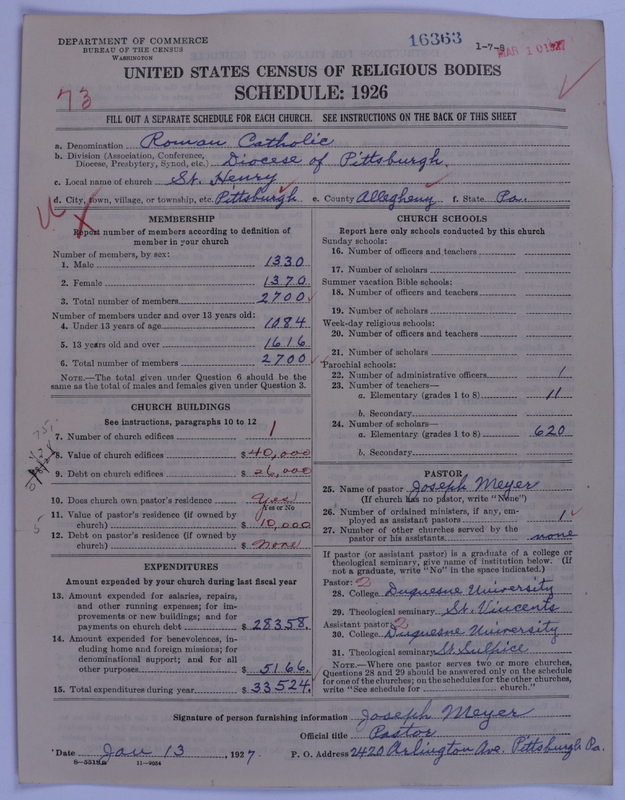 DEPARTMENT OF COMMERCE
BUREAU OF THE CENSUS
WASHINGTON
16363
1-7-8
MAR 10 1927
UNITED STATES CENSUS OF RELIGIOUS BODIES
SCHEDULE: 1926
73
FILL OUT A SEPARATE SCHEDULE FOR EACH CHURCH. SEE INSTRUCTIONS ON THE BACK OF THIS SHEET
a. Denomination Roman Catholic
b. Division (Association, Conference, Diocese, Presbytery, Synod, etc.) Diocese of Pittsburgh
c. Local name of church St. Henry
d. City, town, village, or township, etc. Pittsburgh e. County Allegheny f. State Pa.
MEMBERSHIP
Report number of members according to definition of
member in your church
Number of members, by sex:
1. Male 1330
2. Female 1370
3. Total number of members 2700
Number of members under and over 13 years old:
4. Under 13 years of age 1084
5. 13 years old and over 1616
6. Total number of members 2700
NOTE.—The total given under Question 6 should be the
same as the total of males and females given under Question 3.
CHURCH BUILDINGS
See instructions, paragraphs 10 to 12
7. Number of church edifices 1
8. Value of church edifices $40,000
9. Debt on church edifices $26,000
10. Does church own pastor's residence Yes
Yes or No
11. Value of pastor's residence (if owned by
church) $10,000
12. Debt on pastor's residence (if owned by
church) $None
5
EXPENDITURES
Amount expended by your church during last fiscal year
13. Amount expended for salaries, repairs,
and other running expenses; for im-
provements or new buildings; and for
payments on church debt $28358.
14. Amount expended for benevolences, in-
cluding home and foreign missions; for
denominational support; and for all
other purposes $5166.
15. Total expenditures during year $33524.
CHURCH SCHOOLS
Report here only schools conducted by this church
Sunday schools:
16. Number of officers and teachers
17. Number of scholars
Summer vacation Bible schools:
18. Number of officers and teachers
19. Number of scholars
Week-day religious schools:
20. Number of officers and teachers
21. Number of scholars
Parochial schools:
22. Number of administrative officers 1
23. Number of teachers—
a. Elementary (grades 1 to 8) 11
b. Secondary
24. Number of scholars—
a. Elementary (grades 1 to 8) 620
b. Secondary
PASTOR
25. Name of pastor Joseph Meyer
(If church has no pastor, write "None")
26. Number of ordained ministers, if any, em-
ployed as assistant pastors 1
27. Number of other churches served by the
pastor or his assistants none
If pastor (or assistant pastor) is a graduate of a college or
theological seminary, give name of institution below. (If
not a graduate, write "No" in the space indicated.)
Pastor: 2
28. College Duquesne University
29. Theological seminary St. Vincents
Assistant pastor: 2
30. College Duquesne University
31. Theological seminary St. Sulpice
NOTE.—Where one pastor serves two or more churches,
Questions 28 and 29 should be answered only on the schedule
for one of the churches; on the schedules for the other churches,
write "See schedule for church."
Signature of person furnishing information Joseph Meyer
Official title Pastor
Date Jan 13, 1927. P. O. Address 2420 Arlington Ave. Pittsburgh Pa.
8-5518a 11-9054